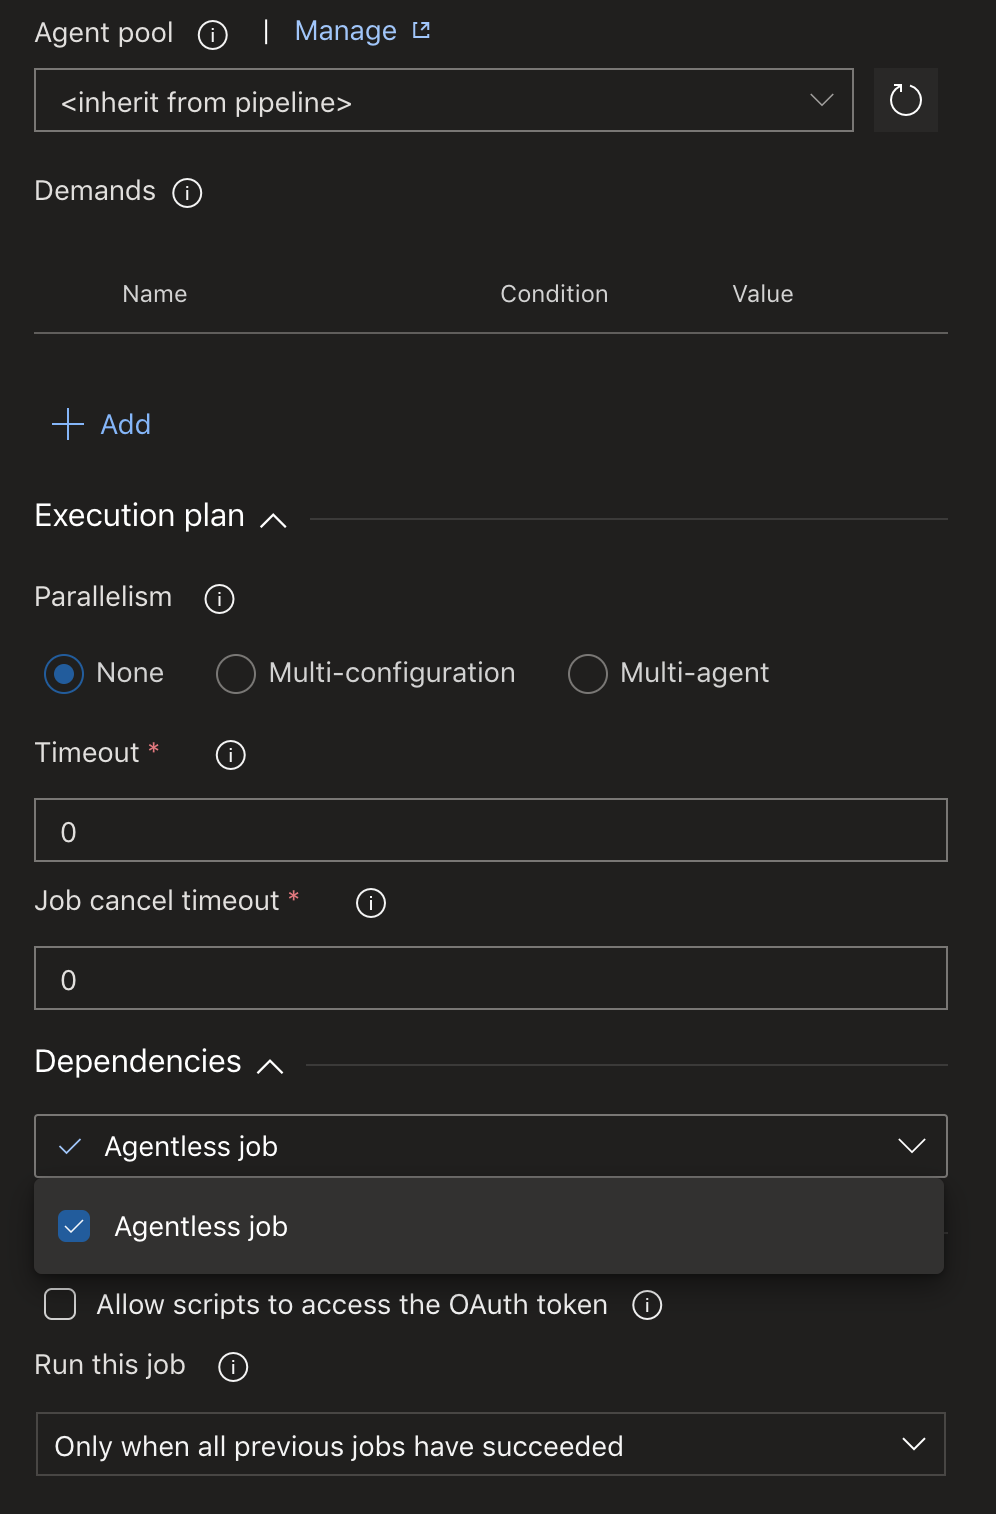 Agent pool | Manage
<inherit from pipeline>
Demands
Name Condition Value
Add
Execution plan
Parallelism
None Multi-configuration Multi-agent
Timeout *
0
Job cancel timeout *
0
Dependencies
Agentless job
Agentless job
Allow scripts to access the OAuth token
Run this job
Only when all previous jobs have succeeded